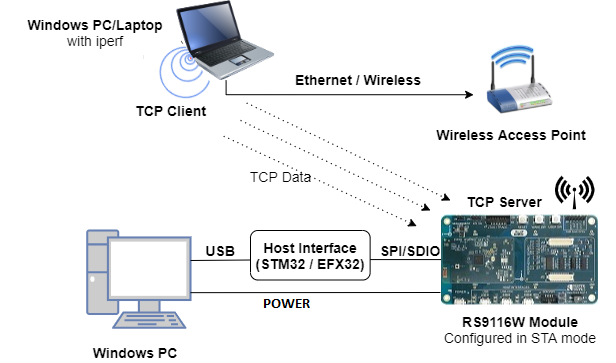 Windows PC/Laptop
with iperf
TCP Client
Ethernet / Wireless
Wireless Access Point
TCP Data
TCP Server
USB
Host Interface
(STM32 / EFX32)
SPI/SDIO
POWER
RS9116W Module
Configured in STA mode
Windows PC